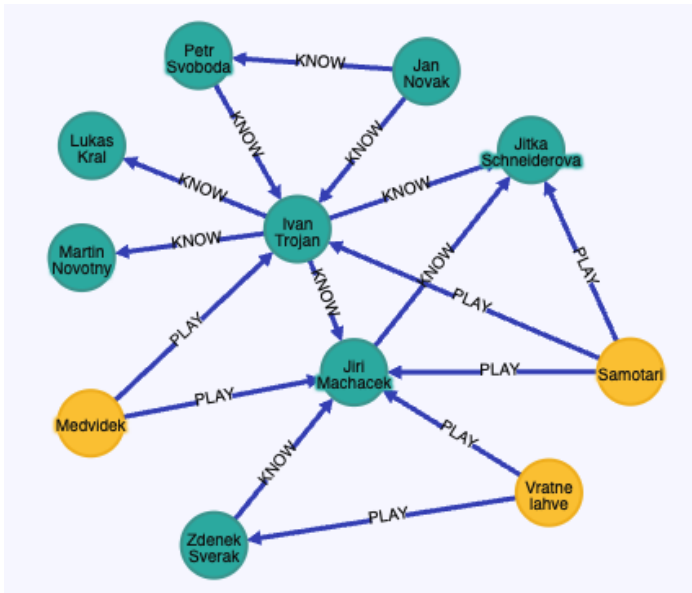 Petr
Svoboda
KNOW
Jan
Novak
KNOW
KNOW
Lukas
Kral
Jitka
Schneiderova
KNOW
KNOW
Ivan
Trojan
Martin
Novotny
KNOW
KNOW
KNOW
PLAY
PLAY
PLAY
Jiri
Machacek
PLAY
Samotari
PLAY
Medvidek
PLAY
KNOW
Vratne
lahve
PLAY
Zdenek
Sverak